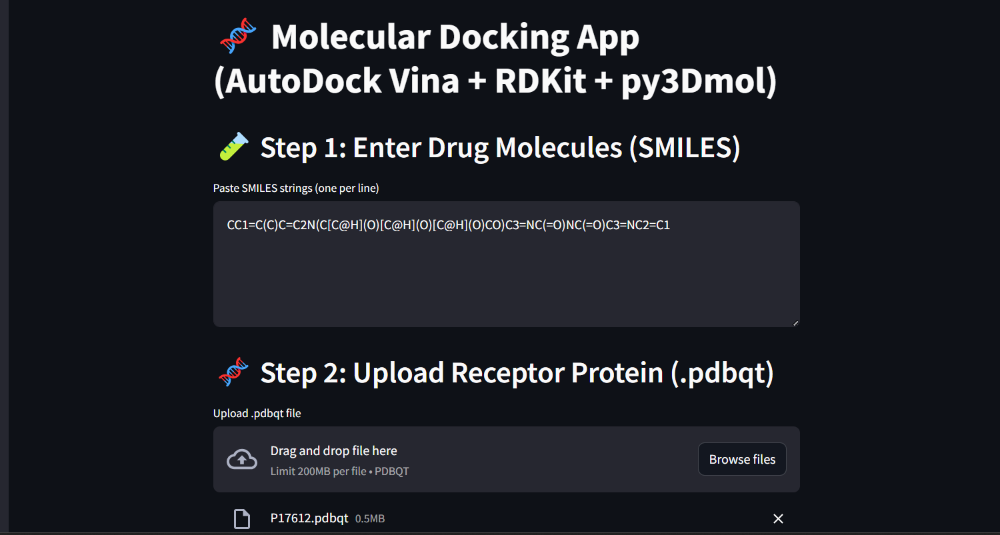 🧬 Molecular Docking App
(AutoDock Vina + RDKit + py3Dmol)
🧪 Step 1: Enter Drug Molecules (SMILES)
Paste SMILES strings (one per line)
CC1=C(C)C=C2N(C[C@H](O)[C@H](O)[C@H](O)CO)C3=NC(=O)NC(=O)C3=NC2=C1
🧬 Step 2: Upload Receptor Protein (.pdbqt)
Upload .pdbqt file
Drag and drop file here
Browse files
Limit 200MB per file • PDBQT
P17612.pdbqt 0.5MB